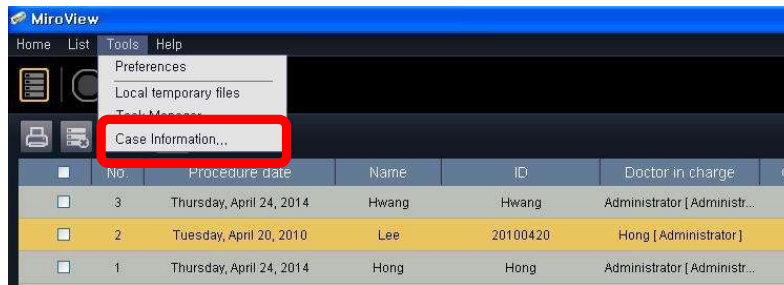 MiroView
Home List Tools Help
Preferences
Local temporary files
Task Manager
Case Information...
No. Procedure date Name ID Doctor in charge
3 Thursday, April 24, 2014 Hwang Hwang Administrator [ Administr...
2 Tuesday, April 20, 2010 Lee 20100420 Hong [ Administrator ]
1 Thursday, April 24, 2014 Hong Hong Administrator [ Administr...